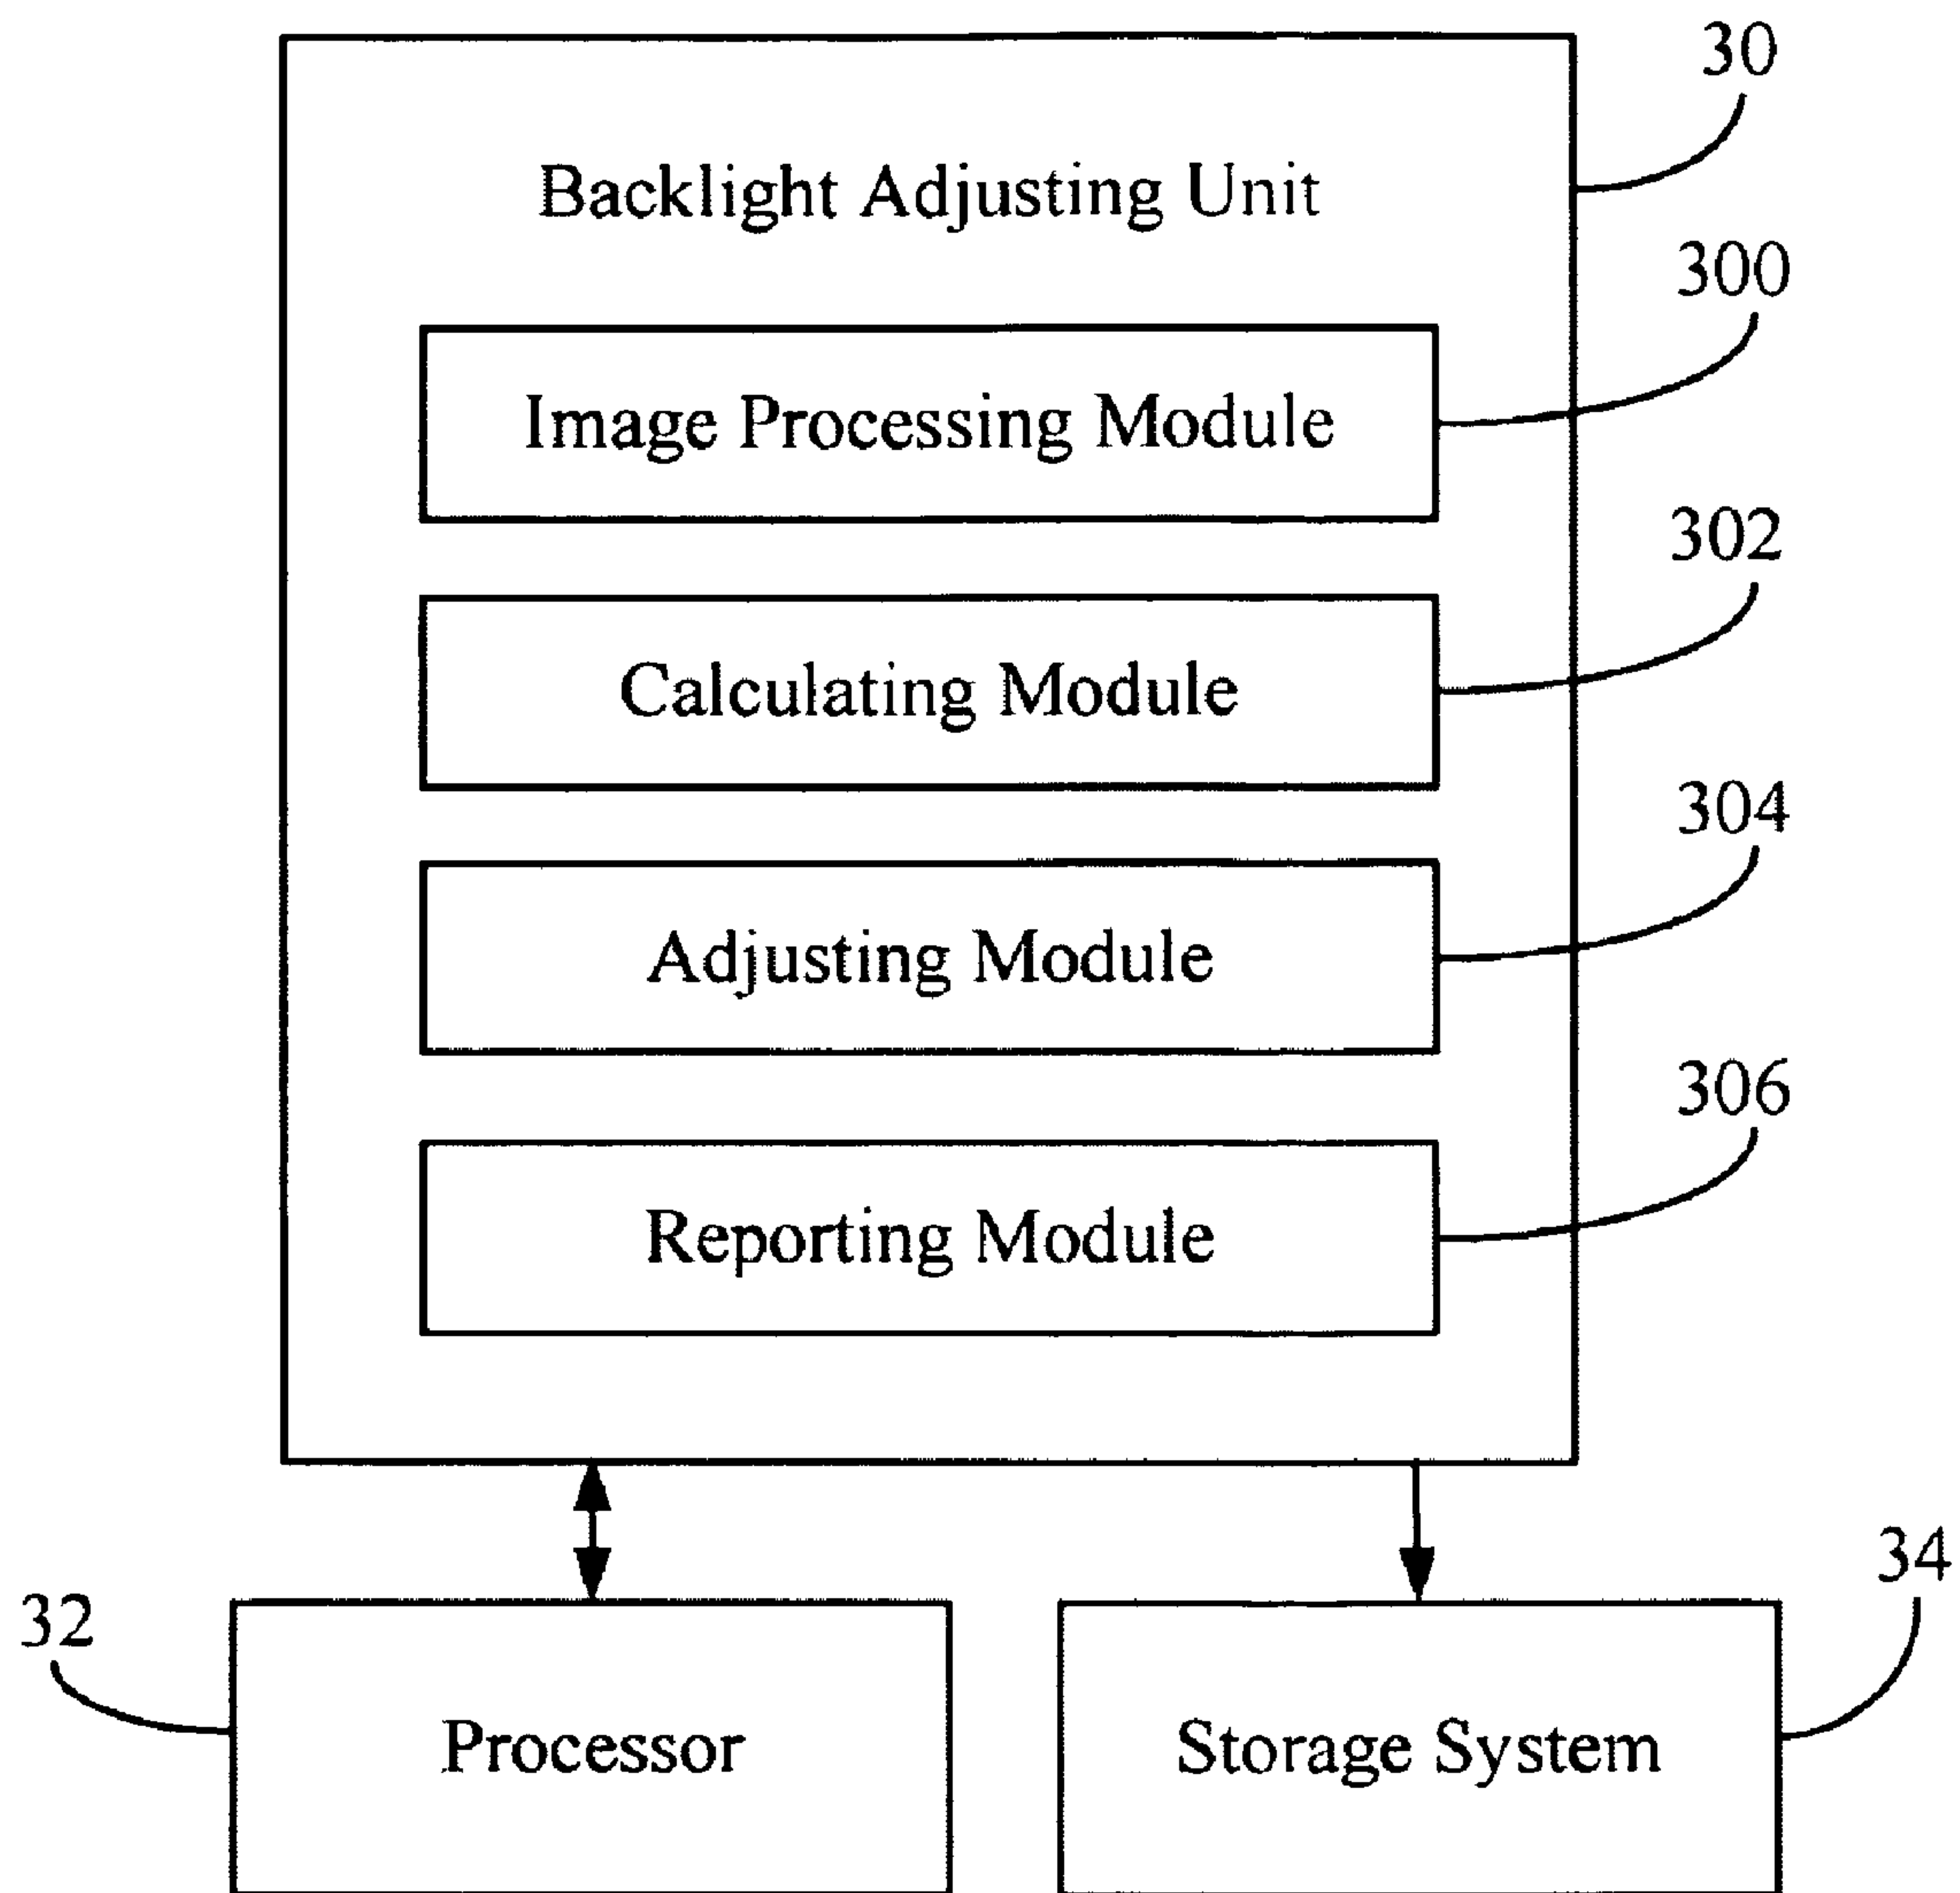 30
Backlight Adjusting Unit
300
Image Processing Module
302
Calculating Module
304
Adjusting Module
306
Reporting Module
32
34
Processor
Storage System